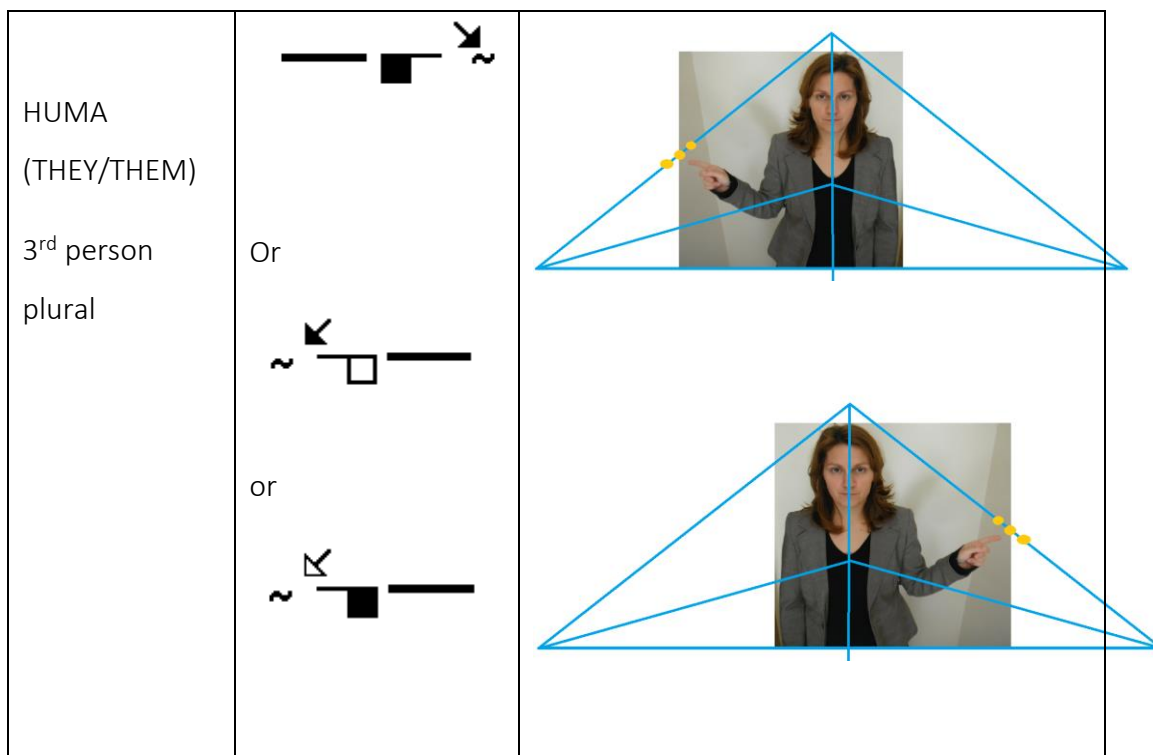 HUMA
(THEY/THEM)
3rd person
plural
Or
or